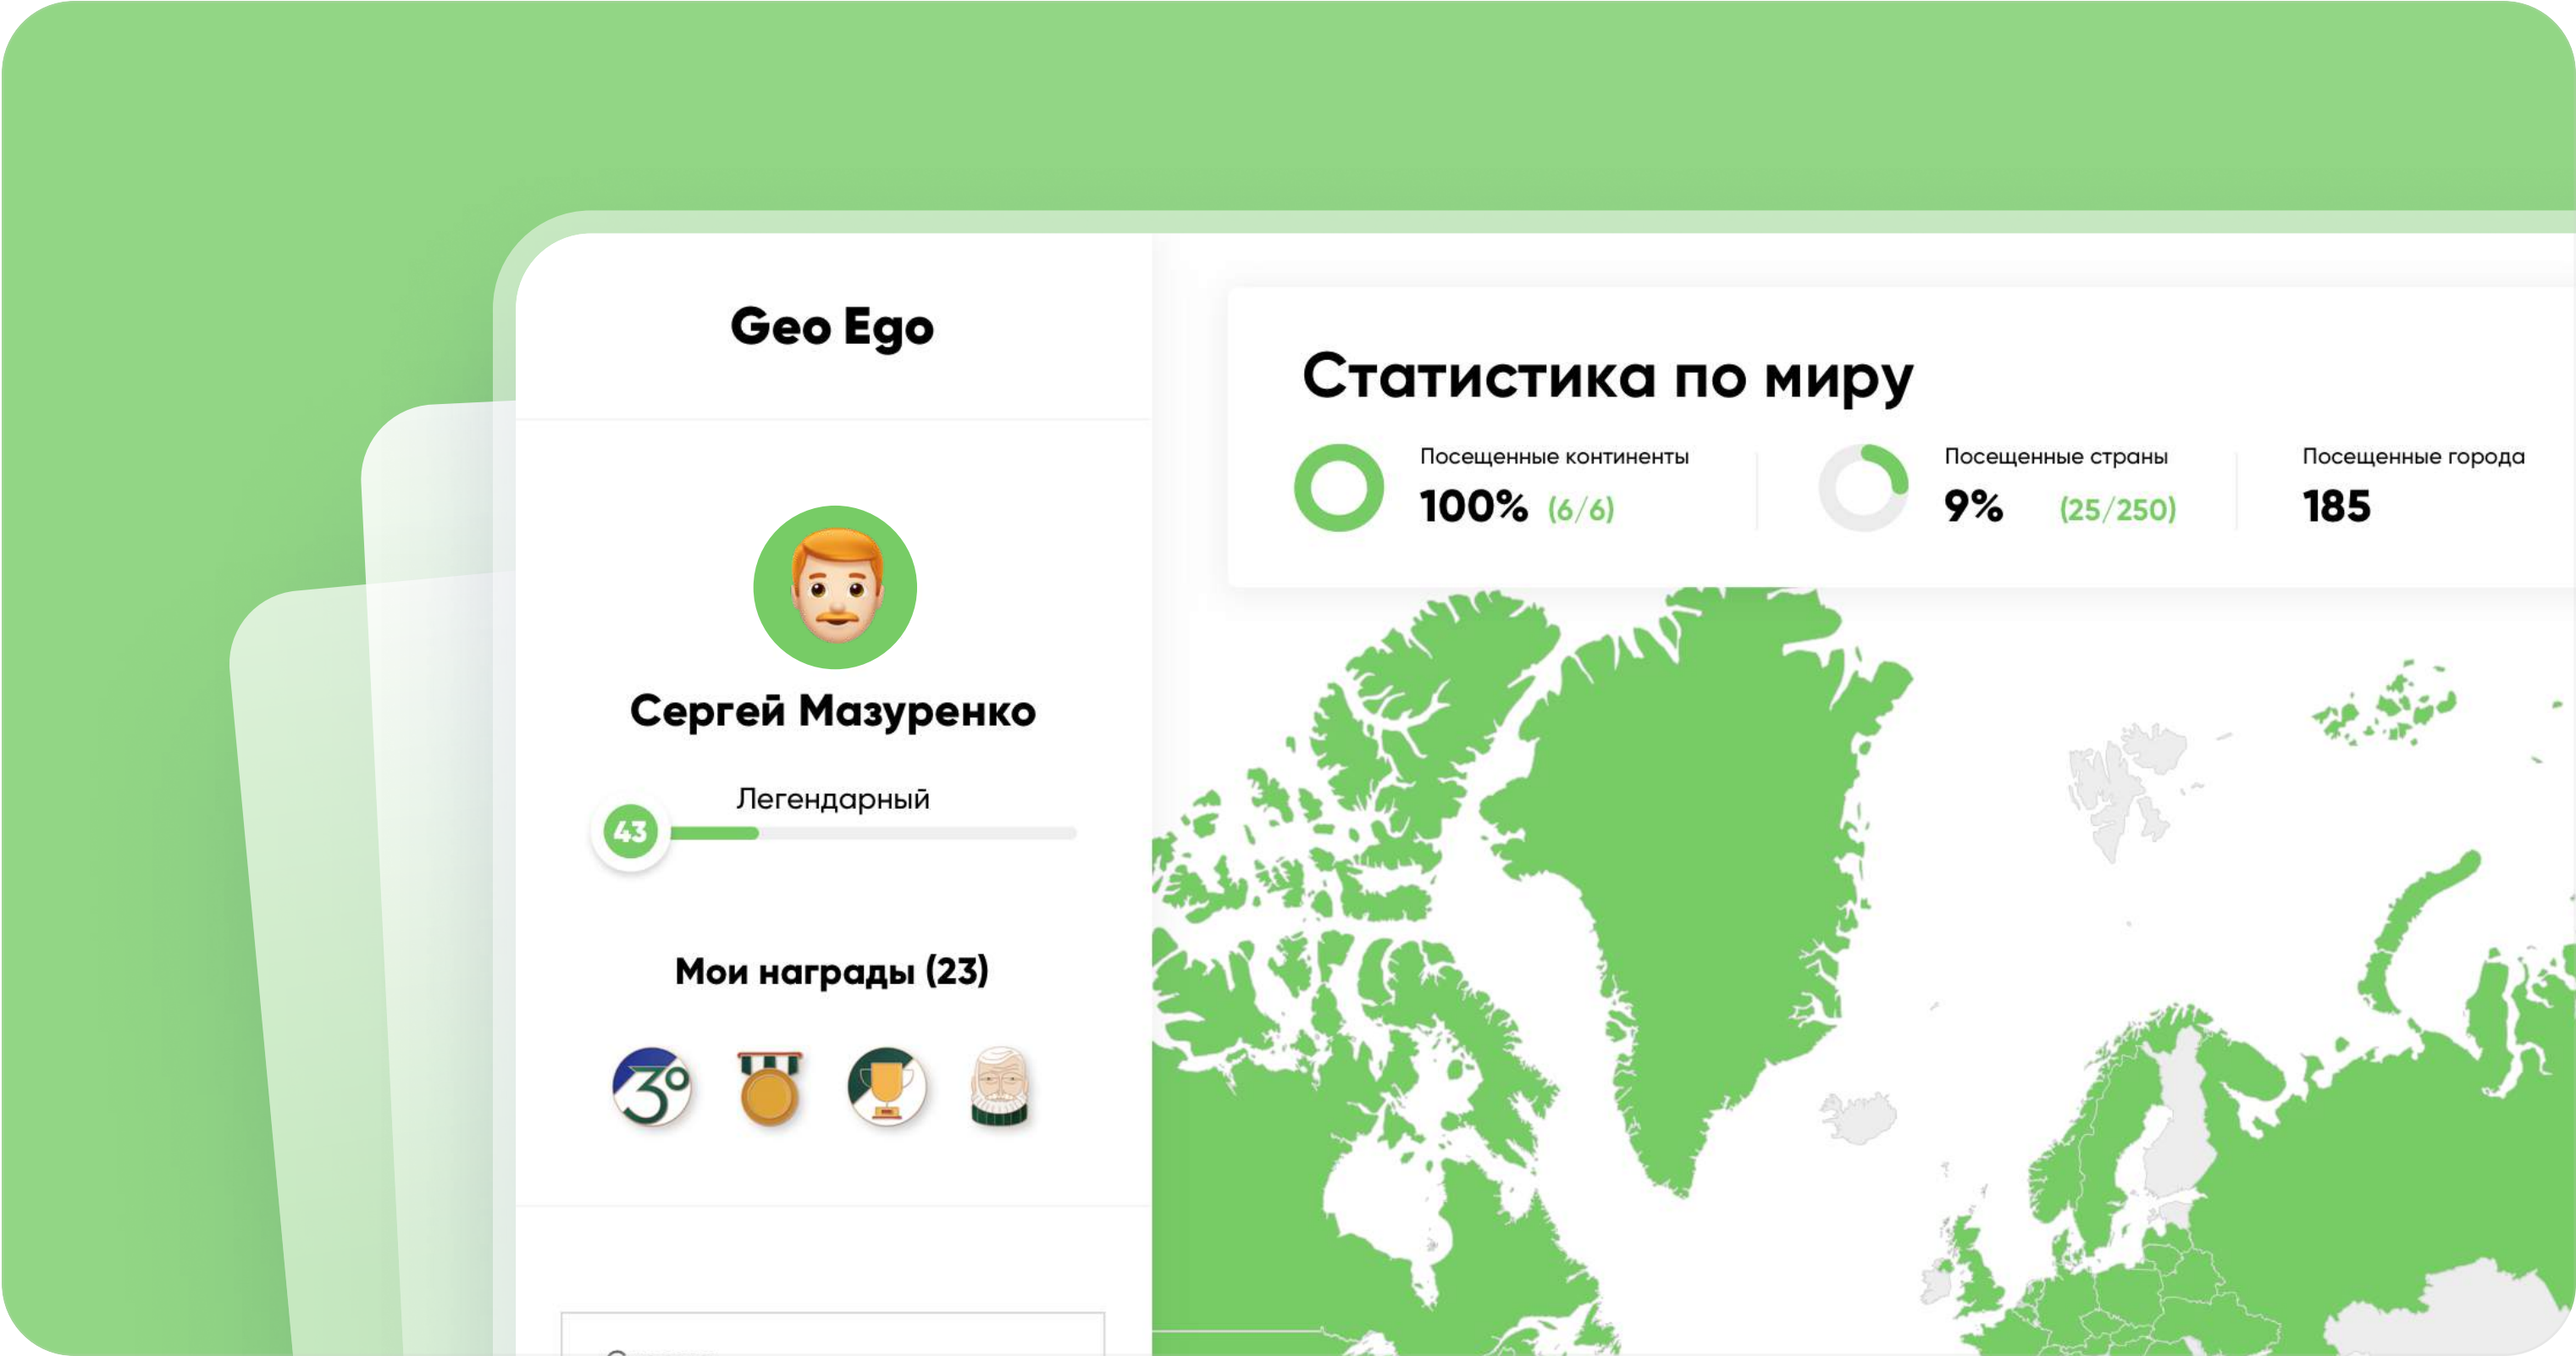 Geo Ego
Сергей Мазуренко
Легендарный
43
Мои награды (23)
3°
Статистика по миру
Посещенные континенты
100% (6/6)
Посещенные страны
9% (25/250)
Посещенные города
185